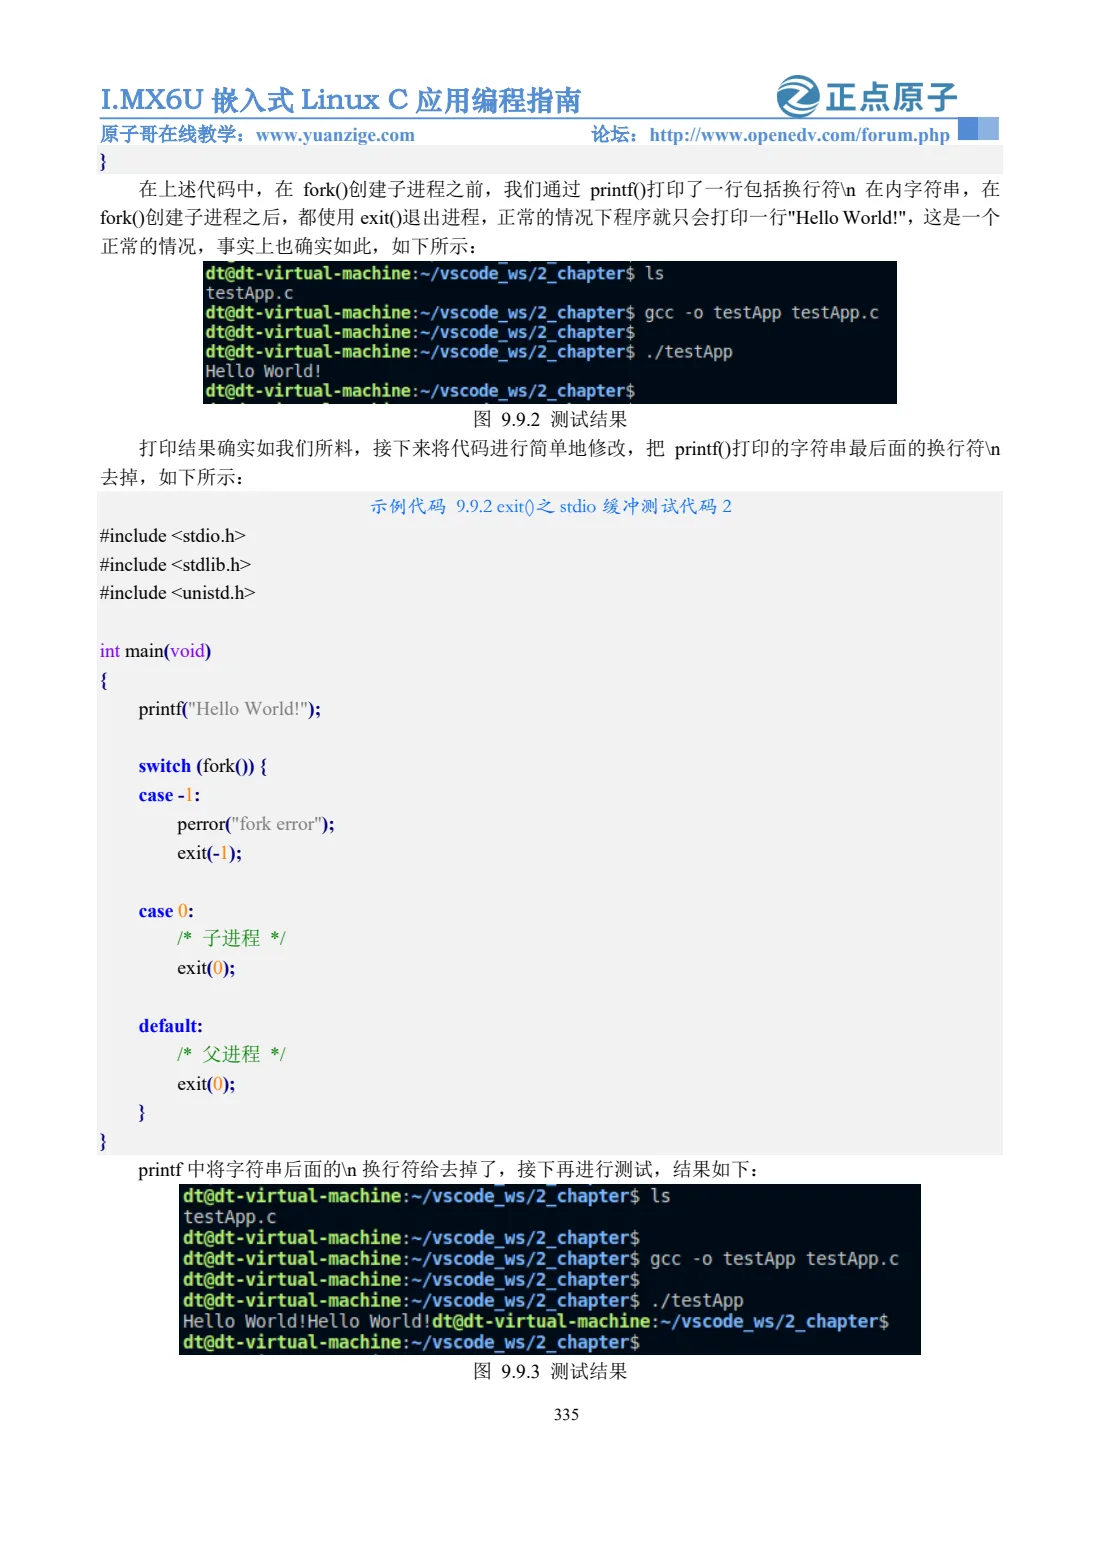 I.MX6U 嵌入式 Linux C 应用编程指南
正点原子
原子哥在线教学：www.yuanzige.com 论坛：http://www.openedv.com/forum.php
}
在上述代码中，在 fork()创建子进程之前，我们通过 printf()打印了一行包括换行符\n 在内字符串，在
fork()创建子进程之后，都使用 exit()退出进程，正常的情况下程序就只会打印一行"Hello World!"，这是一个
正常的情况，事实上也确实如此，如下所示：
dt@dt-virtual-machine:~/vscode_ws/2_chapter$ ls
testApp.c
dt@dt-virtual-machine:~/vscode_ws/2_chapter$ gcc -o testApp testApp.c
dt@dt-virtual-machine:~/vscode_ws/2_chapter$
dt@dt-virtual-machine:~/vscode_ws/2_chapter$ ./testApp
Hello World!
dt@dt-virtual-machine:~/vscode_ws/2_chapter$
图 9.9.2 测试结果
打印结果确实如我们所料，接下来将代码进行简单地修改，把 printf()打印的字符串最后面的换行符\n
去掉，如下所示：
示例代码 9.9.2 exit()之 stdio 缓冲测试代码 2
#include <stdio.h>
#include <stdlib.h>
#include <unistd.h>
int main(void)
{
printf("Hello World!");
switch (fork()) {
case -1:
perror("fork error");
exit(-1);
case 0:
/* 子进程 */
exit(0);
default:
/* 父进程 */
exit(0);
}
}
printf 中将字符串后面的\n 换行符给去掉了，接下再进行测试，结果如下：
dt@dt-virtual-machine:~/vscode_ws/2_chapter$ ls
testApp.c
dt@dt-virtual-machine:~/vscode_ws/2_chapter$
dt@dt-virtual-machine:~/vscode_ws/2_chapter$ gcc -o testApp testApp.c
dt@dt-virtual-machine:~/vscode_ws/2_chapter$
dt@dt-virtual-machine:~/vscode_ws/2_chapter$ ./testApp
Hello World!Hello World!dt@dt-virtual-machine:~/vscode_ws/2_chapter$
dt@dt-virtual-machine:~/vscode_ws/2_chapter$
图 9.9.3 测试结果
335